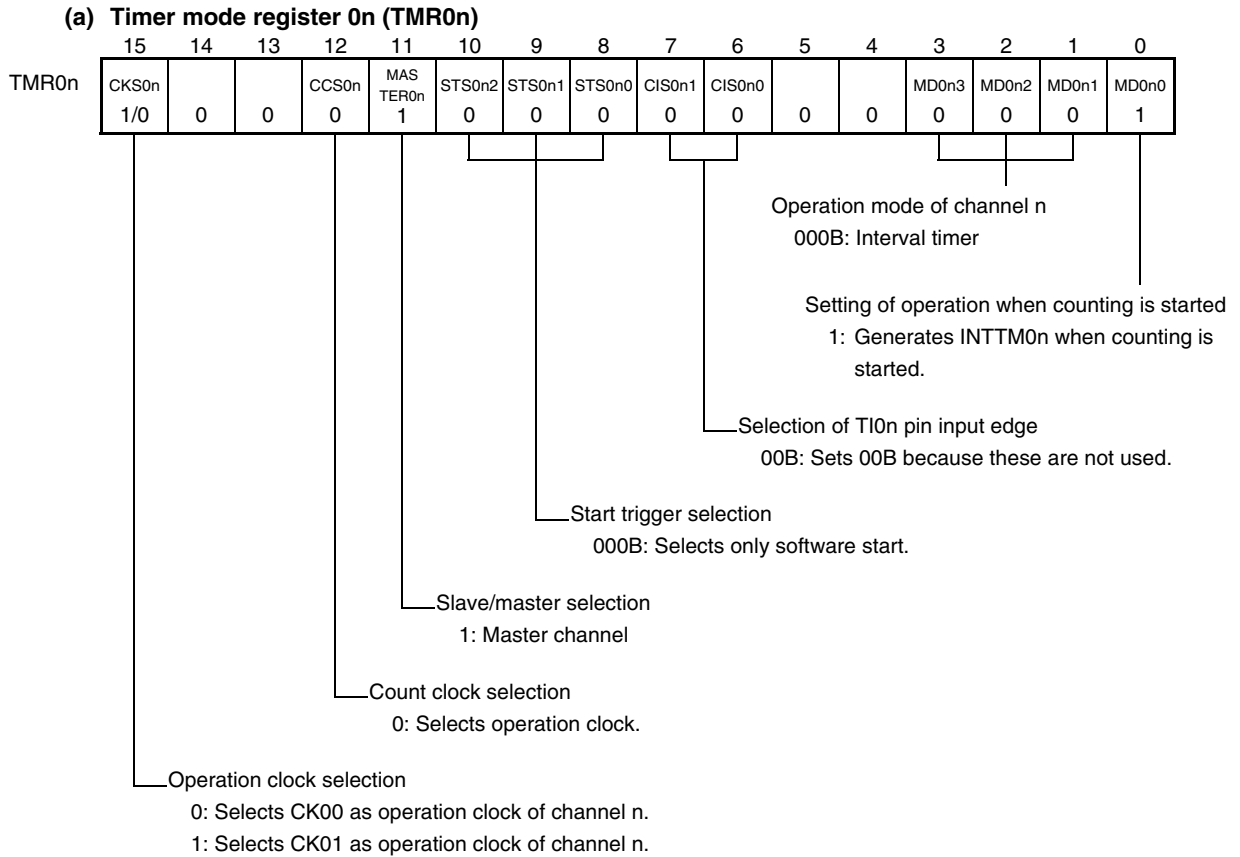 (a) Timer mode register 0n (TMR0n)
15 14 13 12 11 10 9 8 7 6 5 4 3 2 1 0
TMR0n
CKS0n CCS0n MAS STS0n2 STS0n1 STS0n0 CIS0n1 CIS0n0 MD0n3 MD0n2 MD0n1 MD0n0
TER0n
1/0 0 0 0 1 0 0 0 0 0 0 0 0 0 0 1
Operation mode of channel n
000B: Interval timer
Setting of operation when counting is started
1: Generates INTTM0n when counting is
started.
Selection of TI0n pin input edge
00B: Sets 00B because these are not used.
Start trigger selection
000B: Selects only software start.
Slave/master selection
1: Master channel
Count clock selection
0: Selects operation clock.
Operation clock selection
0: Selects CK00 as operation clock of channel n.
1: Selects CK01 as operation clock of channel n.